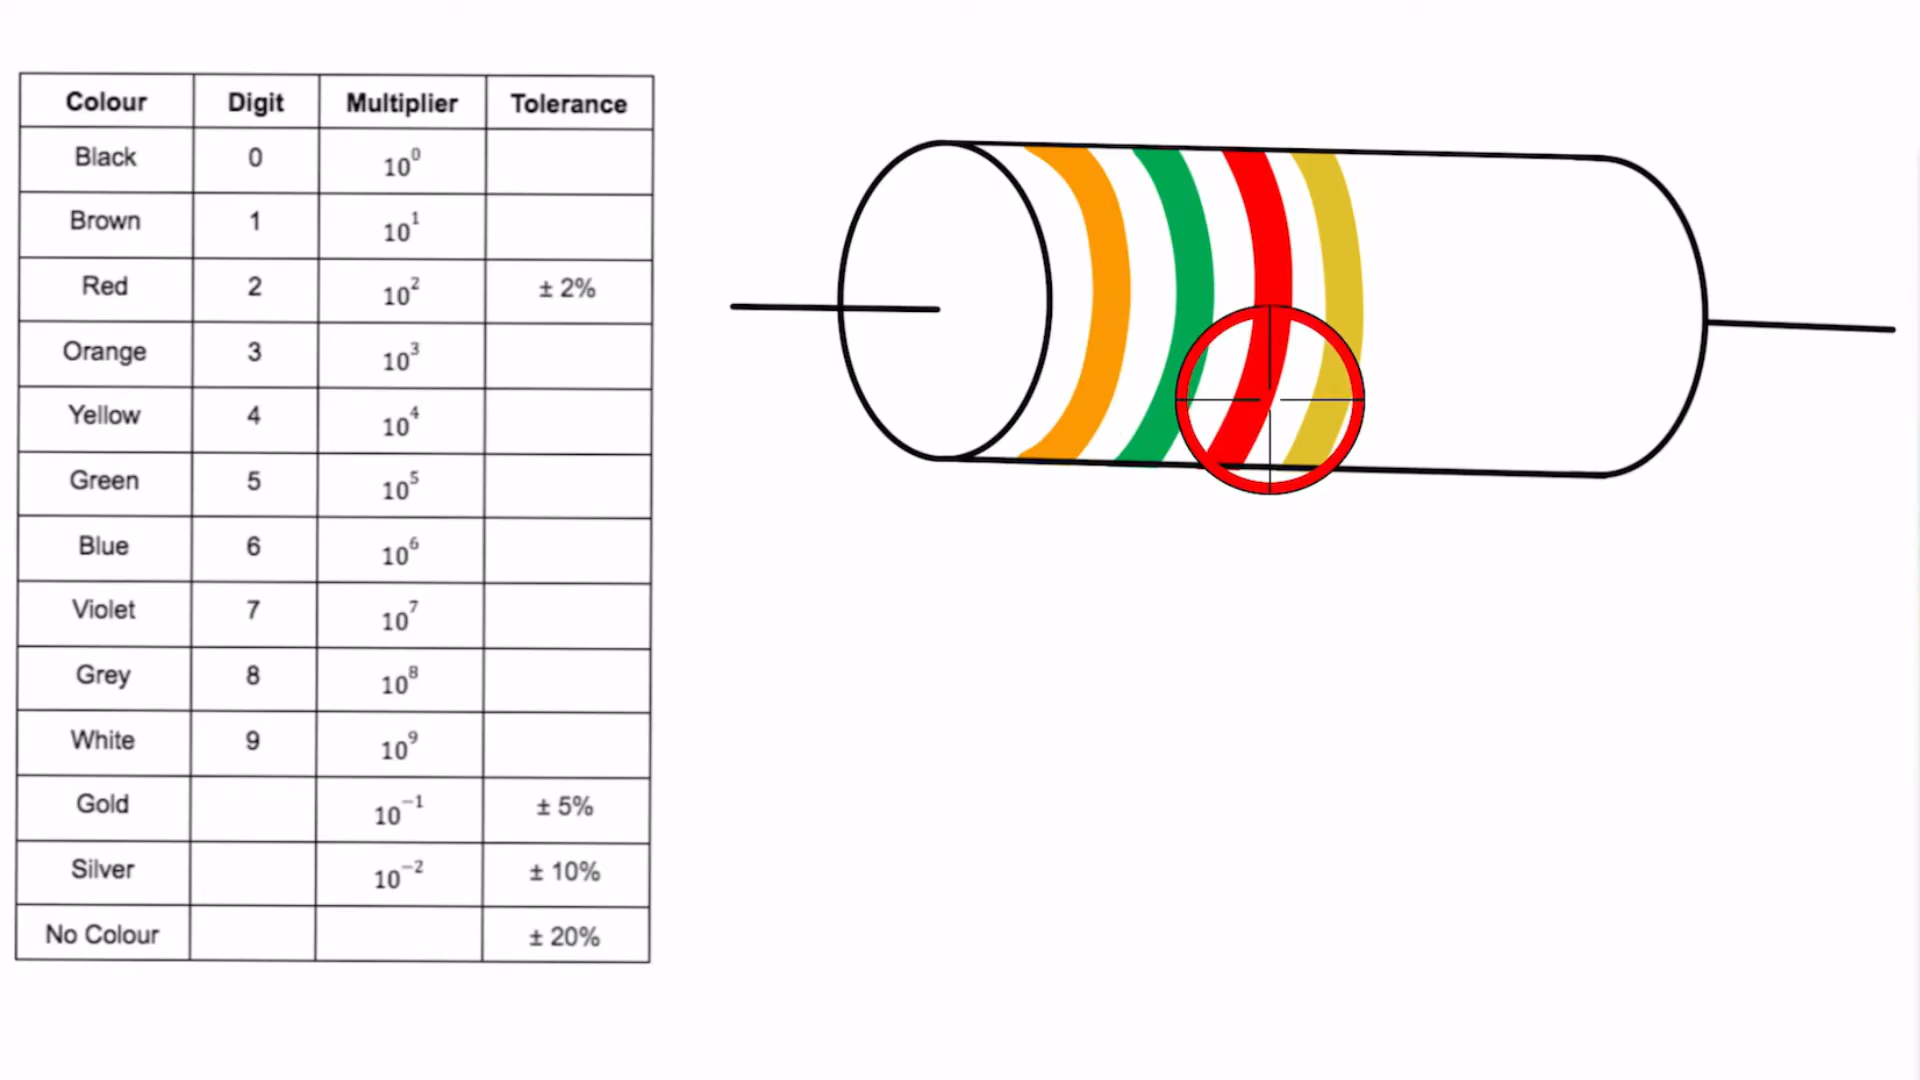 Colour Digit Multiplier Tolerance
Black 0 10⁰
Brown 1 10¹
Red 2 10² ± 2%
Orange 3 10³
Yellow 4 10⁴
Green 5 10⁵
Blue 6 10⁶
Violet 7 10⁷
Grey 8 10⁸
White 9 10⁹
Gold 10⁻¹ ± 5%
Silver 10⁻² ± 10%
No Colour ± 20%